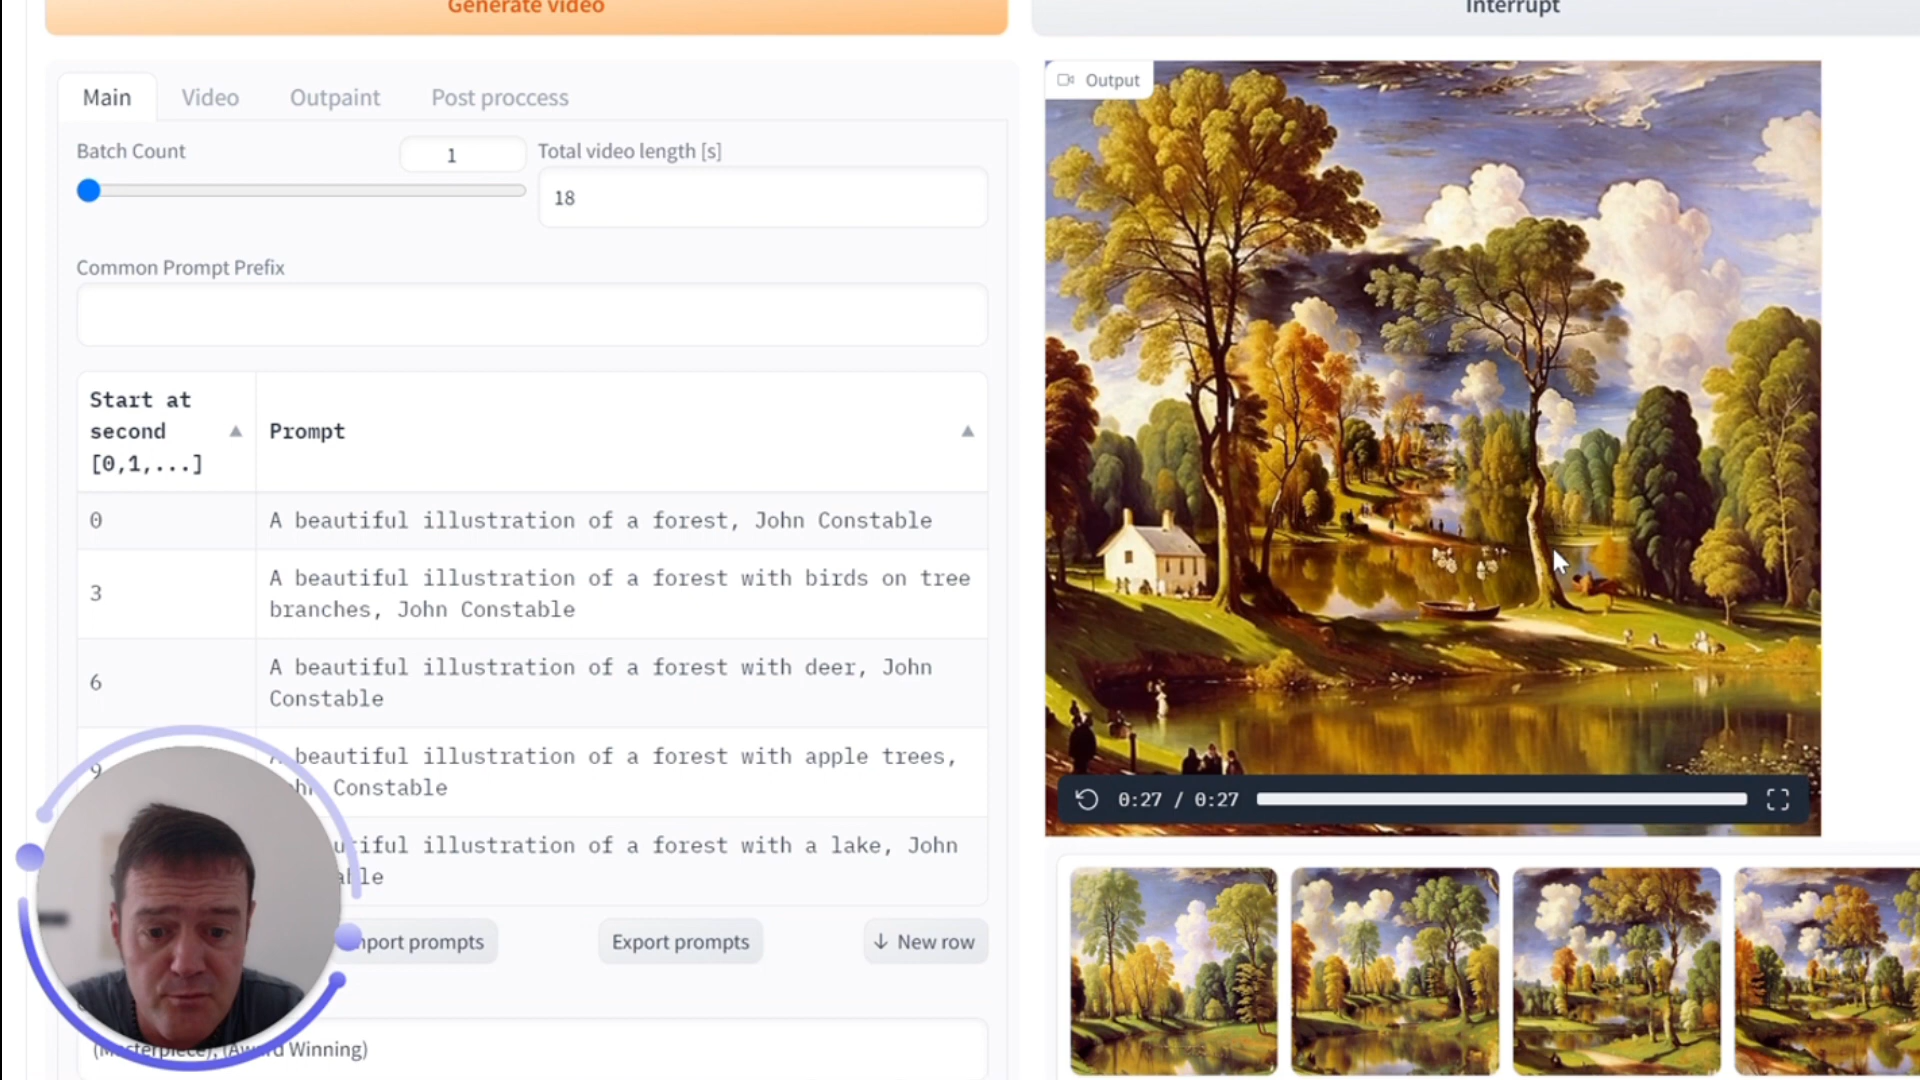 Generate video
Interrupt
Main
Video
Outpaint
Post proccess
Batch Count
1
Total video length [s]
18
Common Prompt Prefix
Start at
second
[0,1,...]
Prompt
0
A beautiful illustration of a forest, John Constable
3
A beautiful illustration of a forest with birds on tree
branches, John Constable
6
A beautiful illustration of a forest with deer, John
Constable
9
beautiful illustration of a forest with apple trees,
Constable
illustration of a forest with a lake, John
prompts
Export prompts
↓ New row
(Masterpiece), (Award Winning)
Output
0:27 / 0:27